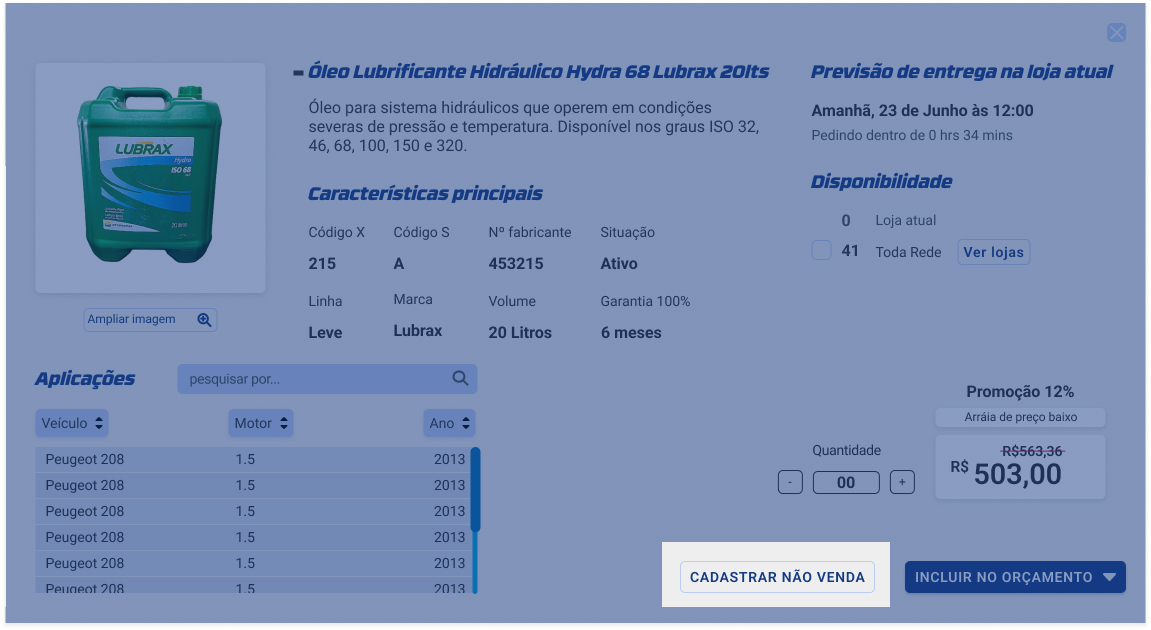 Óleo Lubrificante Hidráulico Hydra 68 Lubrax 20lts
Óleo para sistema hidráulicos que operem em condições
severas de pressão e temperatura. Disponível nos graus ISO 32,
46, 68, 100, 150 e 320.
LUBRAX
Hydra
ISO 68
Ampliar imagem
Características principais
Código X Código S Nº fabricante Situação
215 A 453215 Ativo
Linha Marca Volume Garantia 100%
Leve Lubrax 20 Litros 6 meses
Previsão de entrega na loja atual
Amanhã, 23 de Junho às 12:00
Pedindo dentro de 0 hrs 34 mins
Disponibilidade
0 Loja atual
41 Toda Rede Ver lojas
Aplicações pesquisar por...
Veículo Motor Ano
Peugeot 208 1.5 2013
Peugeot 208 1.5 2013
Peugeot 208 1.5 2013
Peugeot 208 1.5 2013
Peugeot 208 1.5 2013
Peugeot 208 1.5 2013
Promoção 12%
Arráia de preço baixo
Quantidade
- 00 +
R$563,36
R$ 503,00
CADASTRAR NÃO VENDA
INCLUIR NO ORÇAMENTO